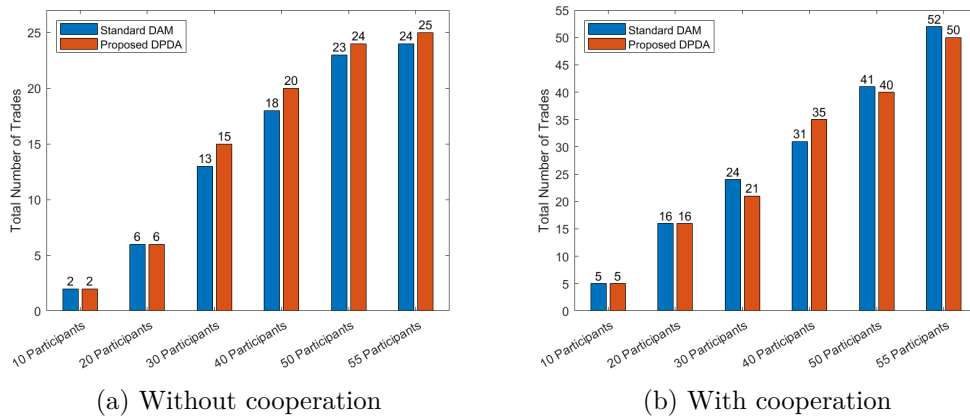 Total Number of Trades
25
20
15
10
5
0
Standard DAM
Proposed DPDA
2 2
6 6
13 15
18 20
23 24
24 25
10 Participants
20 Participants
30 Participants
40 Participants
50 Participants
55 Participants
(a) Without cooperation
Total Number of Trades
55
50
45
40
35
30
25
20
15
10
5
0
Standard DAM
Proposed DPDA
5 5
16 16
24 21
31 35
41 40
52 50
10 Participants
20 Participants
30 Participants
40 Participants
50 Participants
55 Participants
(b) With cooperation